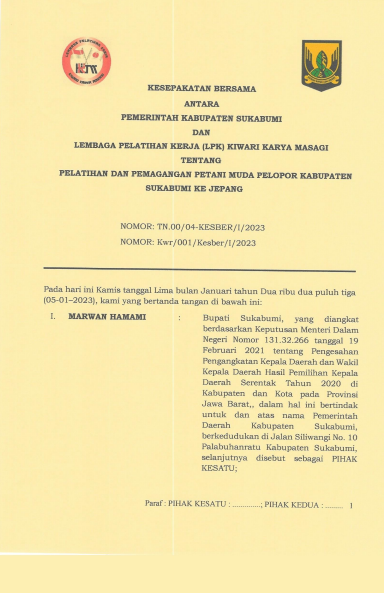 KESEPAKATAN BERSAMA
ANTARA
PEMERINTAH KABUPATEN SUKABUMI
DAN
LEMBAGA PELATIHAN KERJA (LPK) KIWARI KARYA MASAGI
TENTANG
PELATIHAN DAN PEMAGANGAN PETANI MUDA PELOPOR KABUPATEN
SUKABUMI KE JEPANG
NOMOR: TN.00/04-KESBER/I/2023
NOMOR: Kwr/001/Kesber/I/2023
Pada hari ini Kamis tanggal Lima bulan Januari tahun Dua ribu dua puluh tiga
(05-01–2023), kami yang bertanda tangan di bawah ini:
I. MARWAN HAMAMI : Bupati Sukabumi, yang diangkat
berdasarkan Keputusan Menteri Dalam
Negeri Nomor 131.32.266 tanggal 19
Februari 2021 tentang Pengesahan
Pengangkatan Kepala Daerah dan Wakil
Kepala Daerah Hasil Pemilihan Kepala
Daerah Serentak Tahun 2020 di
Kabupaten dan Kota pada Provinsi
Jawa Barat,, dalam hal ini bertindak
untuk dan atas nama Pemerintah
Daerah Kabupaten Sukabumi,
berkedudukan di Jalan Siliwangi No. 10
Palabuhanratu Kabupaten Sukabumi,
selanjutnya disebut sebagai PIHAK
KESATU;
Paraf : PIHAK KESATU : ..............; PIHAK KEDUA : ......... 1